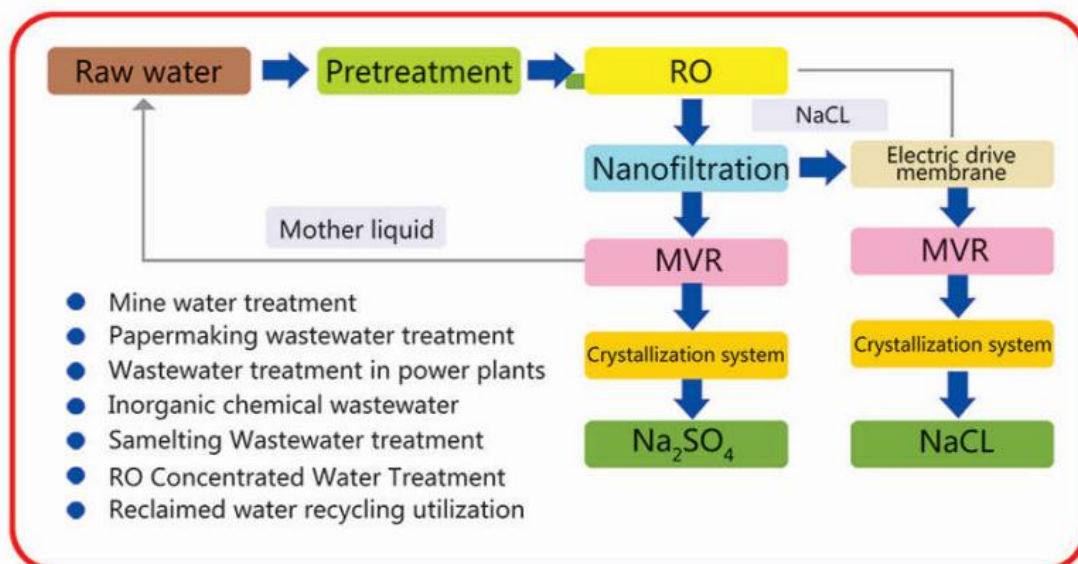 Raw water
Pretreatment
RO
NaCL
Nanofiltration
Electric drive
membrane
Mother liquid
MVR
MVR
Crystallization system
Crystallization system
Na₂SO₄
NaCL
Mine water treatment
Papermaking wastewater treatment
Wastewater treatment in power plants
Inorganic chemical wastewater
Samelting Wastewater treatment
RO Concentrated Water Treatment
Reclaimed water recycling utilization